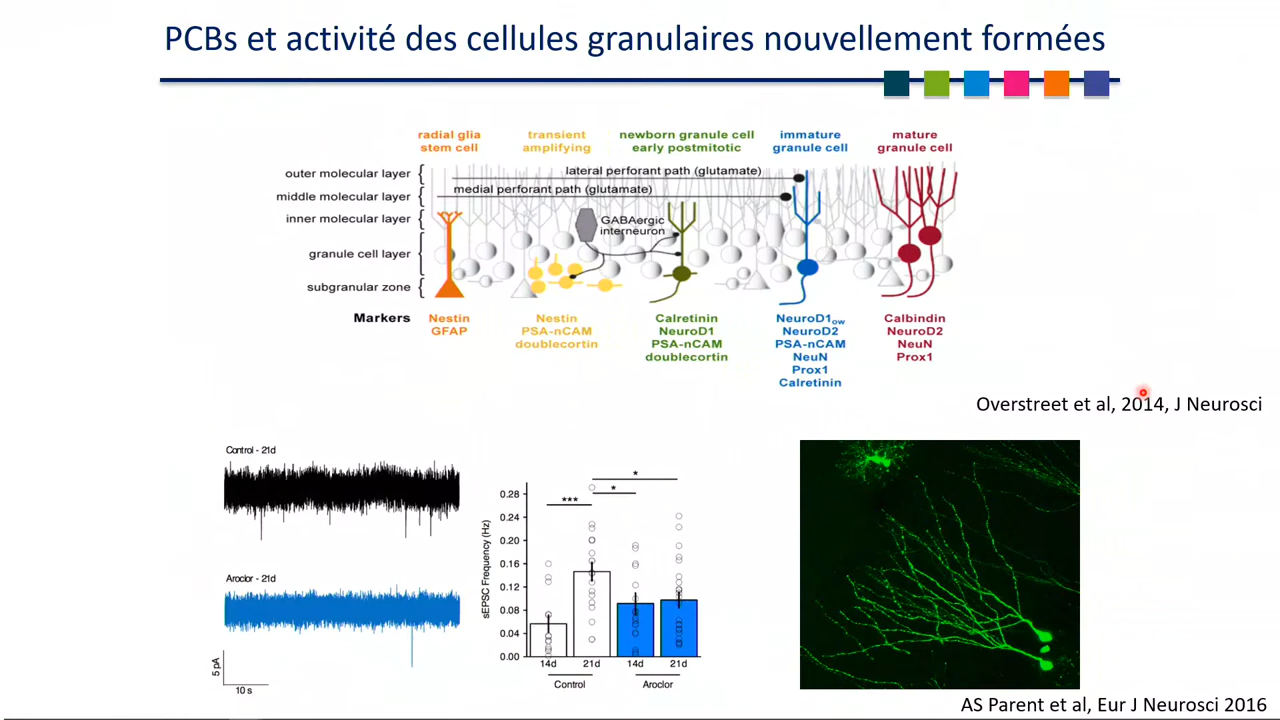 PCBs et activité des cellules granulaires nouvellement formées
radial glia
stem cell
transient
amplifying
newborn granule cell
early postmitotic
immature
granule cell
mature
granule cell
outer molecular layer
lateral perforant path (glutamate)
middle molecular layer
medial perforant path (glutamate)
inner molecular layer
GABAergic
interneuron
granule cell layer
subgranular zone
Markers
Nestin
GFAP
Nestin
PSA-nCAM
doublecortin
Calretinin
NeuroD1
PSA-nCAM
doublecortin
NeuroD1ow
NeuroD2
PSA-nCAM
NeuN
Prox1
Calretinin
Calbindin
NeuroD2
NeuN
Prox1
Overstreet et al, 2014, J Neurosci
Control - 21d
Aroclor - 21d
5 pA
10 s
sEPSC Frequency (Hz)
0.28
0.24
0.20
0.16
0.12
0.08
0.04
0.00
***
*
*
14d 21d 14d 21d
Control Aroclor
AS Parent et al, Eur J Neurosci 2016